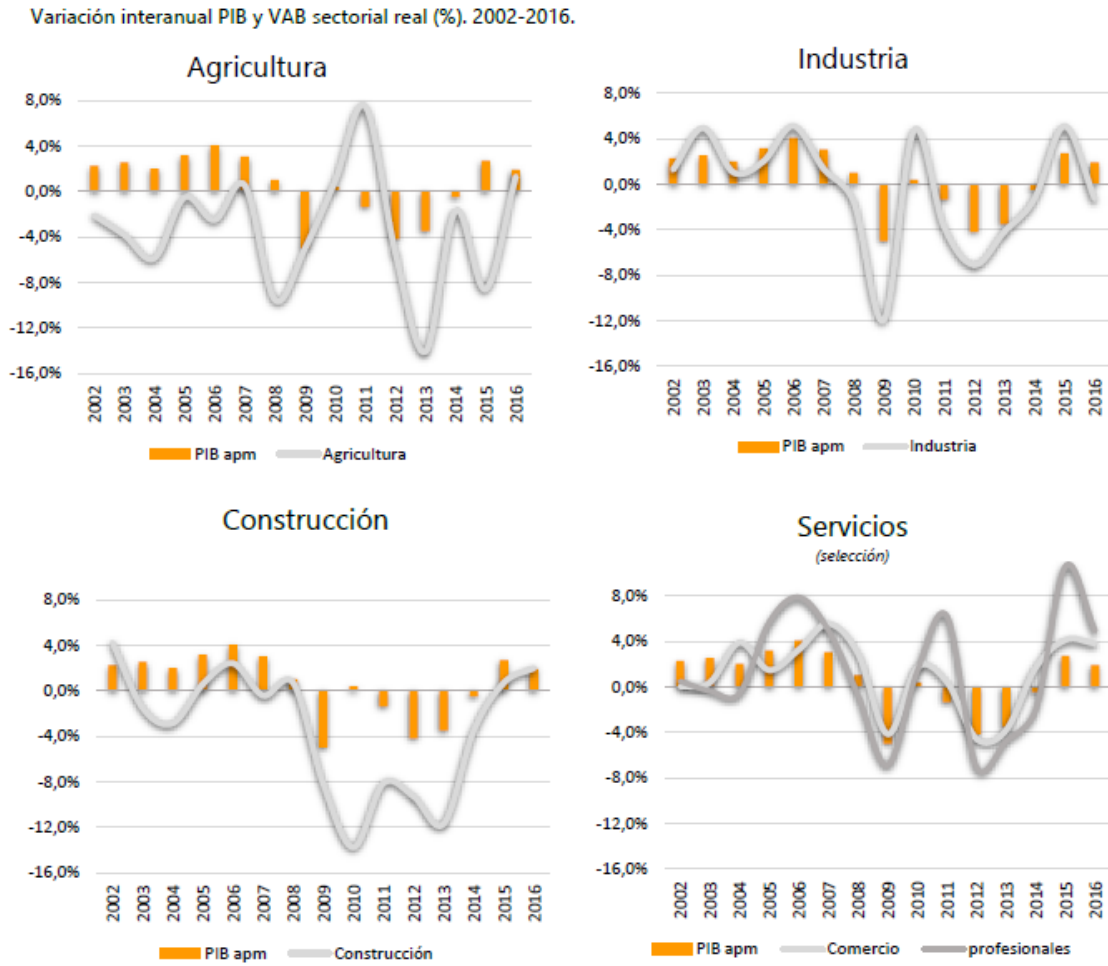 Variación interanual PIB y VAB sectorial real (%). 2002-2016.
Agricultura
8,0%
4,0%
0,0%
-4,0%
-8,0%
-12,0%
-16,0%
2002 2003 2004 2005 2006 2007 2008 2009 2010 2011 2012 2013 2014 2015 2016
PIB apm Agricultura
Industria
8,0%
4,0%
0,0%
-4,0%
-8,0%
-12,0%
-16,0%
2002 2003 2004 2005 2006 2007 2008 2009 2010 2011 2012 2013 2014 2015 2016
PIB apm Industria
Construcción
8,0%
4,0%
0,0%
-4,0%
-8,0%
-12,0%
-16,0%
2002 2003 2004 2005 2006 2007 2008 2009 2010 2011 2012 2013 2014 2015 2016
PIB apm Construcción
Servicios
(selección)
8,0%
4,0%
0,0%
-4,0%
-8,0%
-12,0%
-16,0%
2002 2003 2004 2005 2006 2007 2008 2009 2010 2011 2012 2013 2014 2015 2016
PIB apm Comercio profesionales